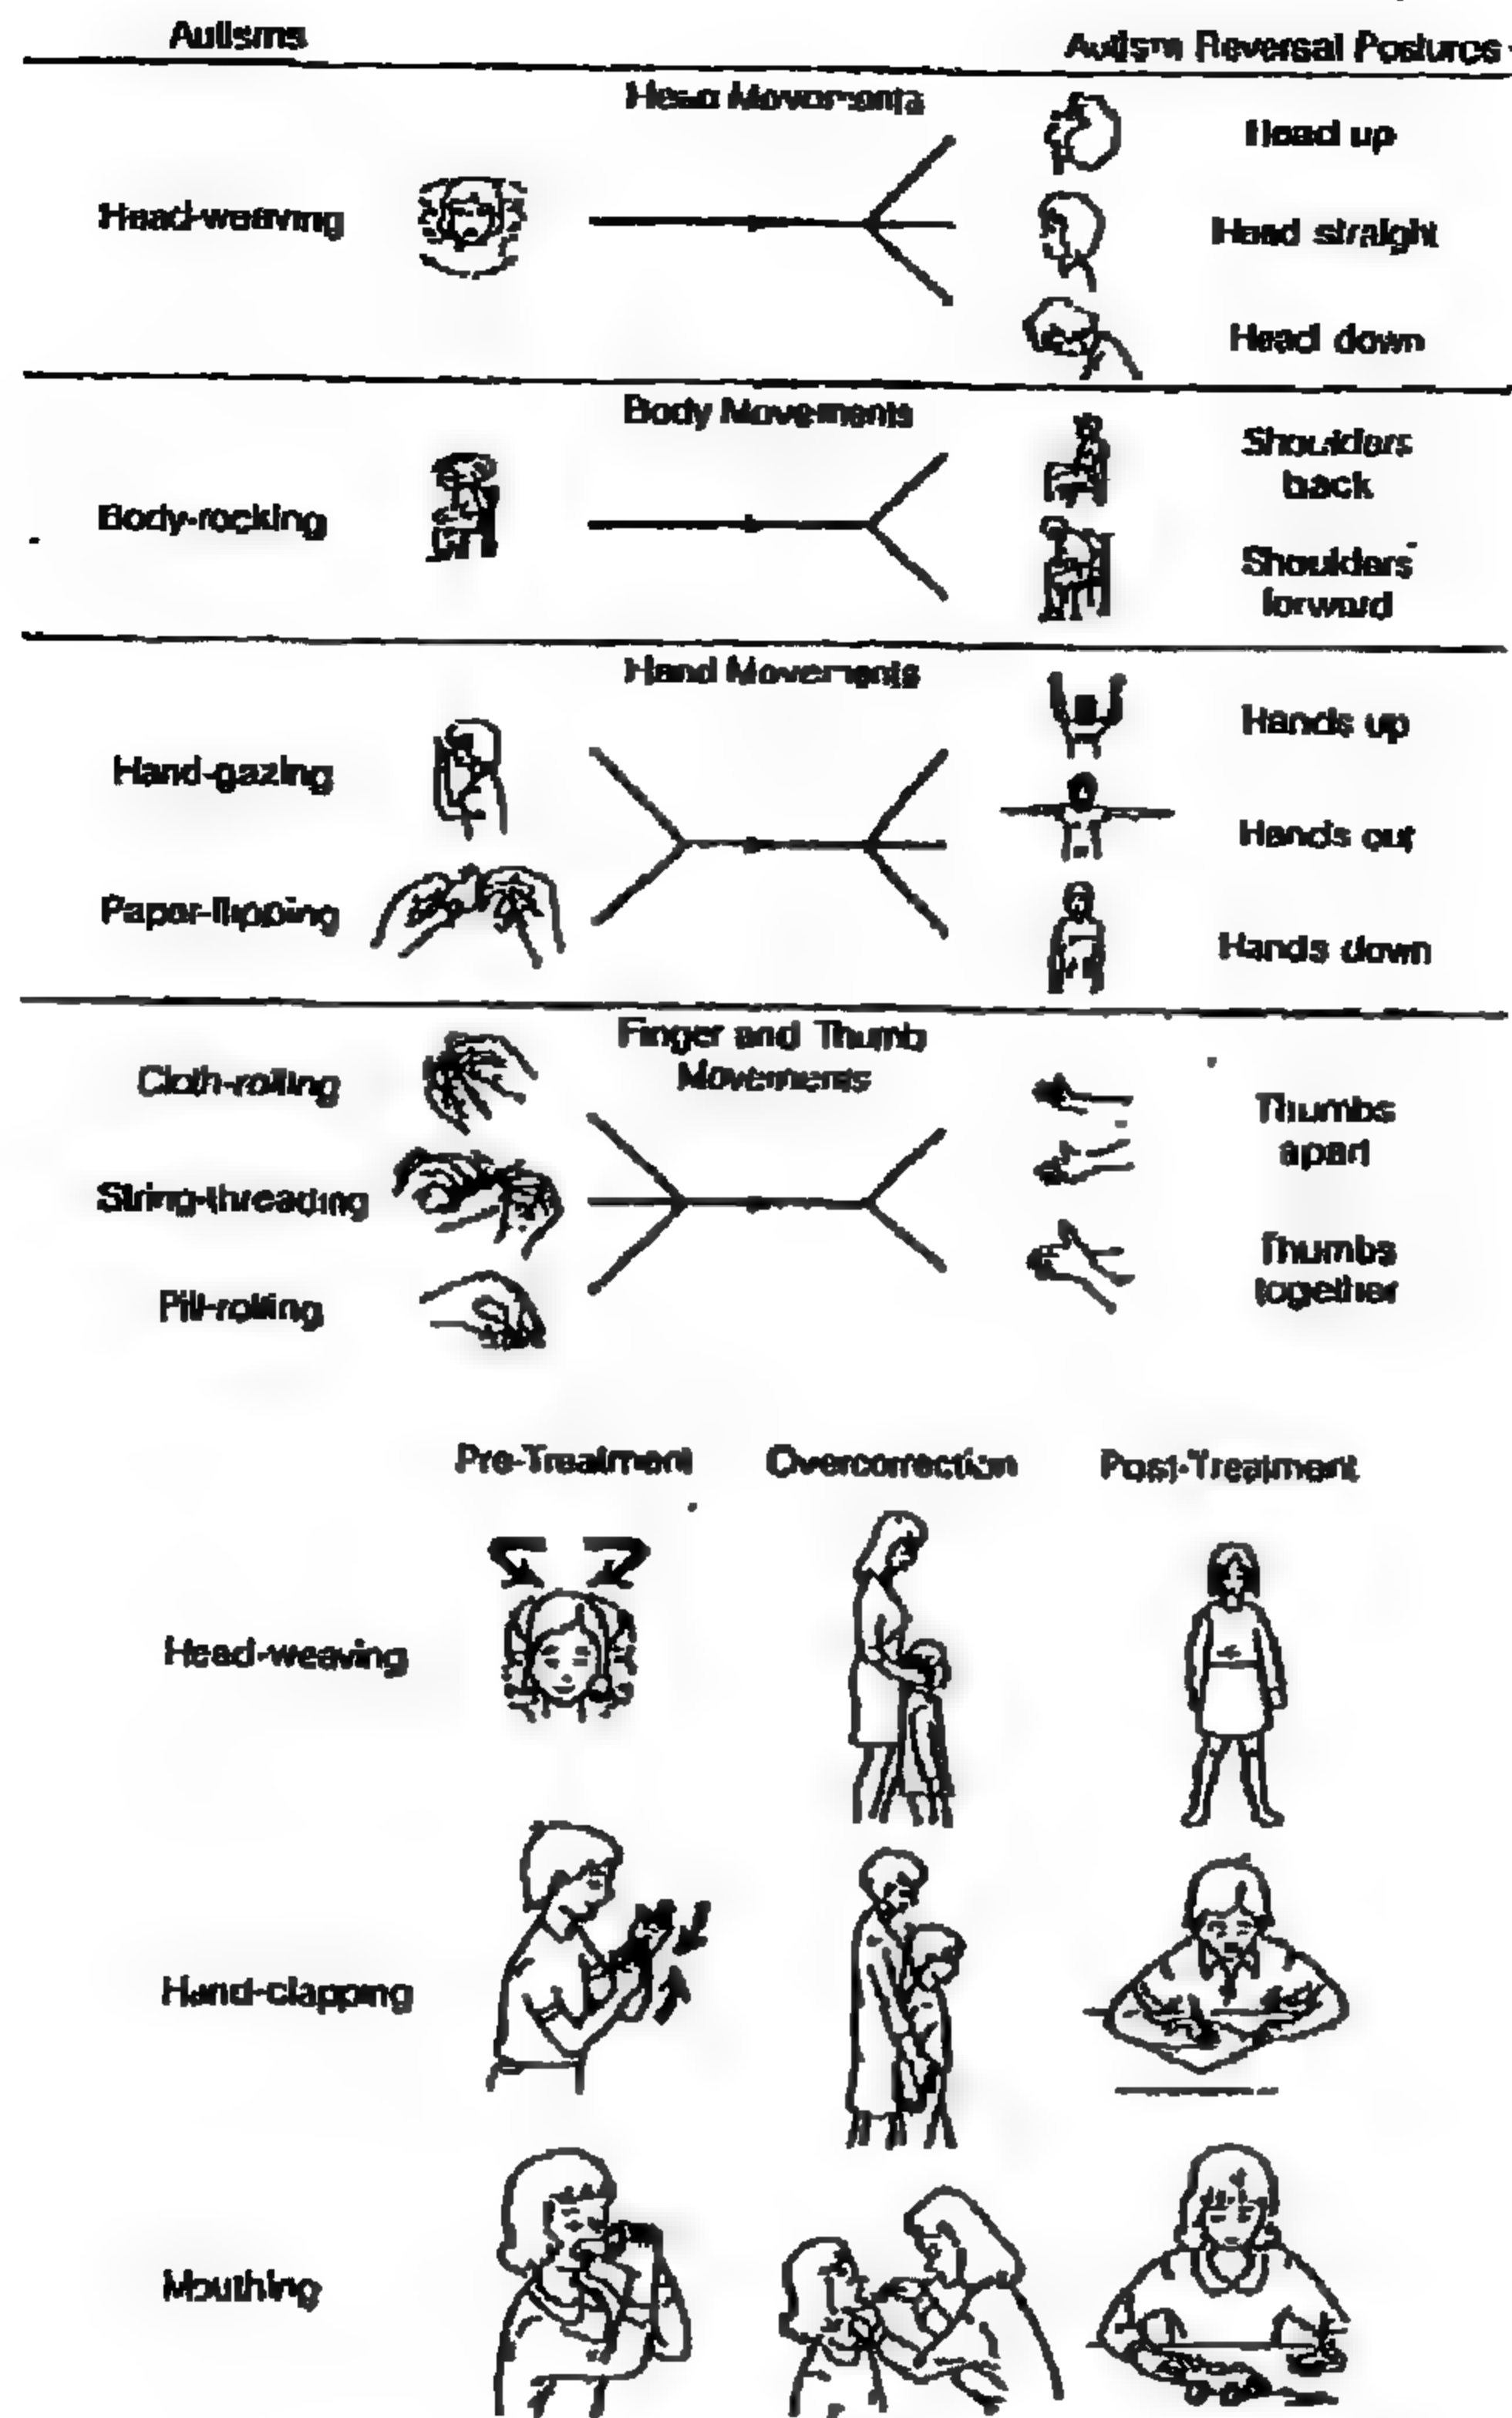 Autisms
Autism Reversal Postures
Head Movements
Head-weaving
Head up
Head straight
Head down
Body Movements
Body-rocking
Shoulders
back
Shoulders
forward
Hand Movements
Hand-gazing
Paper-flipping
Hands up
Hands out
Hands down
Finger and Thumb
Movements
Cloth-rolling
String-threading
Pill-rolling
Thumbs
apart
Thumbs
together
Pre-Treatment Overcorrection Post-Treatment
Head-weaving
Hand-clapping
Mouthing